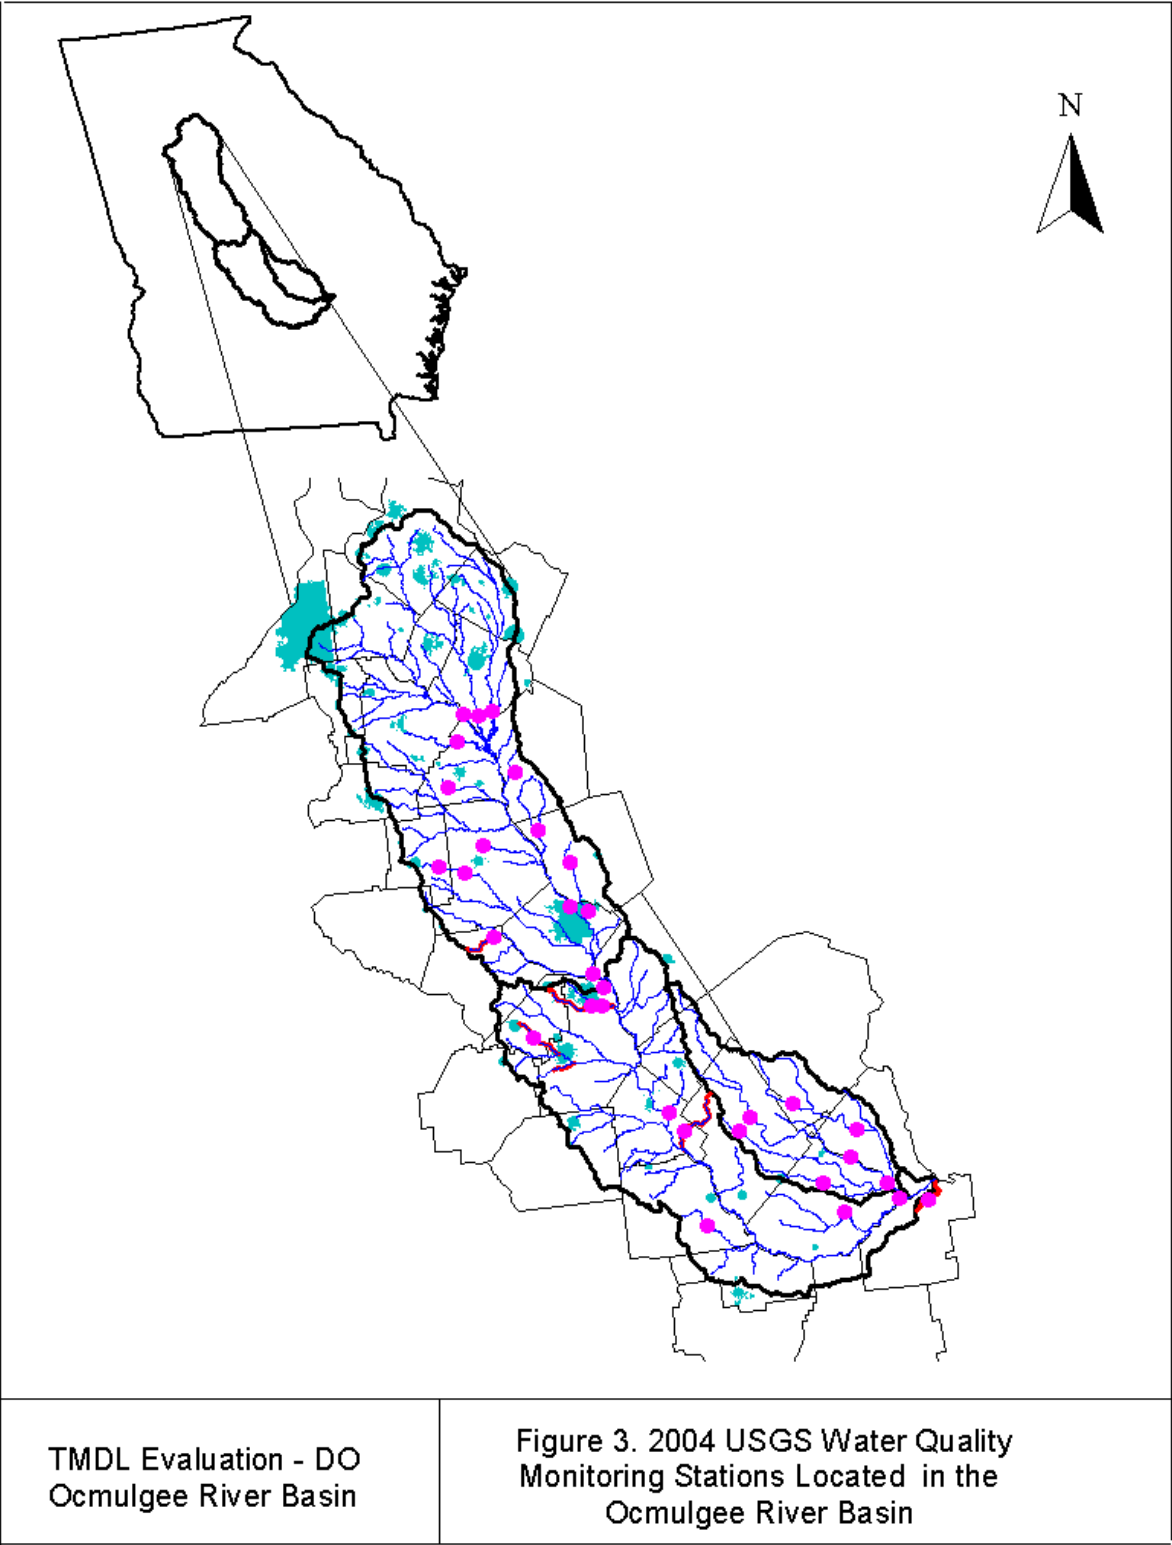 N
TMDL Evaluation - DO
Ocmulgee River Basin
Figure 3. 2004 USGS Water Quality
Monitoring Stations Located in the
Ocmulgee River Basin